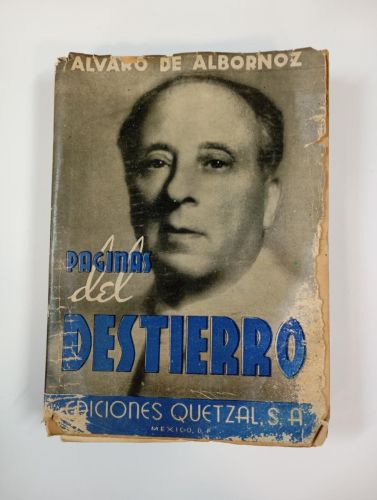 ALVARO DE ALBORNOZ
PAGINAS
del
DESTIERRO
EDICIONES QUETZAL, S. A.
MEXICO, D. F.